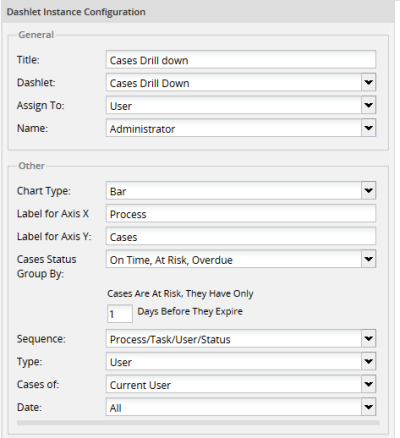 Dashlet Instance Configuration
General
Title: Cases Drill down
Dashlet: Cases Drill Down
Assign To: User
Name: Administrator
Other
Chart Type: Bar
Label for Axis X Process
Label for Axis Y: Cases
Cases Status Group By: On Time, At Risk, Overdue
Cases Are At Risk, They Have Only
1 Days Before They Expire
Sequence: Process/Task/User/Status
Type: User
Cases of: Current User
Date: All